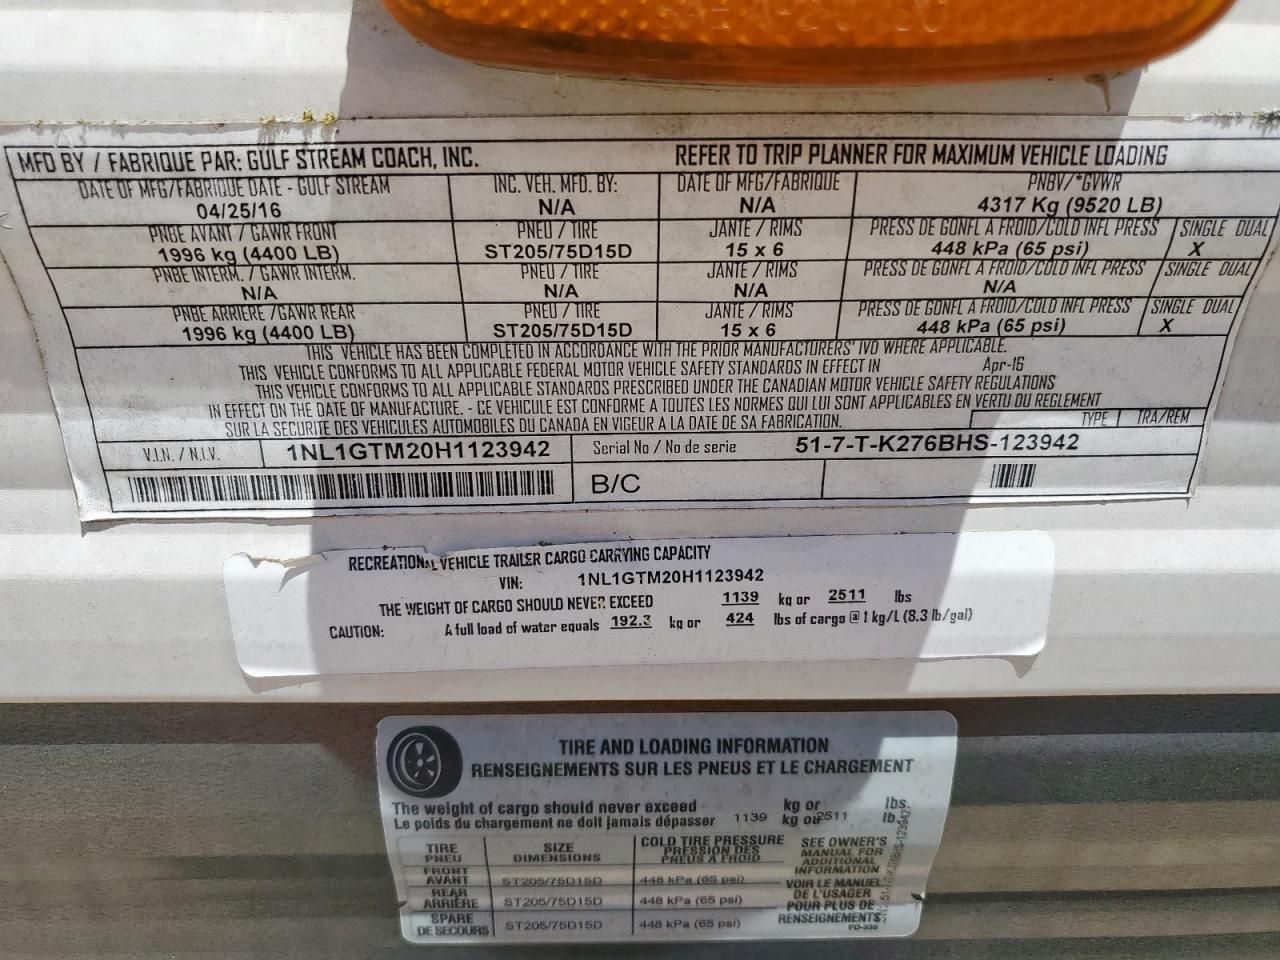 MFD BY / FABRIQUE PAR: GULF STREAM COACH, INC. REFER TO TRIP PLANNER FOR MAXIMUM VEHICLE LOADING
DATE OF MFG/FABRIQUE DATE - GULF STREAM INC. VEH. MFD. BY: DATE OF MFG/FABRIQUE PNBV/*GVWR
04/25/16 N/A N/A 4317 Kg (9520 LB)
PNBE AVANT / GAWR FRONT PNEU / TIRE JANTE / RIMS PRESS DE GONFL A FROID/COLD INFL PRESS SINGLE DUAL
1996 kg (4400 LB) ST205/75D15D 15 x 6 448 kPa (65 psi) X
PNBE INTERM. / GAWR INTERM. PNEU / TIRE JANTE / RIMS PRESS DE GONFL A FROID/COLD INFL PRESS SINGLE DUAL
N/A N/A N/A N/A
PNBE ARRIERE /GAWR REAR PNEU / TIRE JANTE / RIMS PRESS DE GONFL A FROID/COLD INFL PRESS SINGLE DUAL
1996 kg (4400 LB) ST205/75D15D 15 x 6 448 kPa (65 psi) X
THIS VEHICLE HAS BEEN COMPLETED IN ACCORDANCE WITH THE PRIOR MANUFACTURERS' IVD WHERE APPLICABLE.
THIS VEHICLE CONFORMS TO ALL APPLICABLE FEDERAL MOTOR VEHICLE SAFETY STANDARDS IN EFFECT IN Apr-16
THIS VEHICLE CONFORMS TO ALL APPLICABLE STANDARDS PRESCRIBED UNDER THE CANADIAN MOTOR VEHICLE SAFETY REGULATIONS
IN EFFECT ON THE DATE OF MANUFACTURE. - CE VEHICULE EST CONFORME A TOUTES LES NORMES QUI LUI SONT APPLICABLES EN VERTU DU REGLEMENT
SUR LA SECURITE DES VEHICULES AUTOMOBILES DU CANADA EN VIGEUR A LA DATE DE SA FABRICATION. TYPE TRA/REM
V.I.N. / N.I.V. 1NL1GTM20H1123942 Serial No / No de serie 51-7-T-K276BHS-123942
B/C
RECREATIONAL VEHICLE TRAILER CARGO CARRYING CAPACITY
VIN: 1NL1GTM20H1123942
THE WEIGHT OF CARGO SHOULD NEVER EXCEED 1139 kg or 2511 lbs
CAUTION: A full load of water equals 192.3 kg or 424 lbs of cargo @ 1 kg/L (8.3 lb/gal)
TIRE AND LOADING INFORMATION
RENSEIGNEMENTS SUR LES PNEUS ET LE CHARGEMENT
The weight of cargo should never exceed kg or lbs.
Le poids du chargement ne doit jamais dépasser 1139 kg ou 2511 lb
TIRE SIZE COLD TIRE PRESSURE SEE OWNER'S
PNEU DIMENSIONS PRESSION DES MANUAL FOR
PNEUS A FROID ADDITIONAL
INFORMATION
FRONT
AVANT ST205/75D15D 448 kPa (65 psi) VOIR LE MANUEL
REAR DE L'USAGER
ARRIÈRE ST205/75D15D 448 kPa (65 psi) POUR PLUS DE
SPARE RENSEIGNEMENTS
DE SECOURS ST205/75D15D 448 kPa (65 psi)